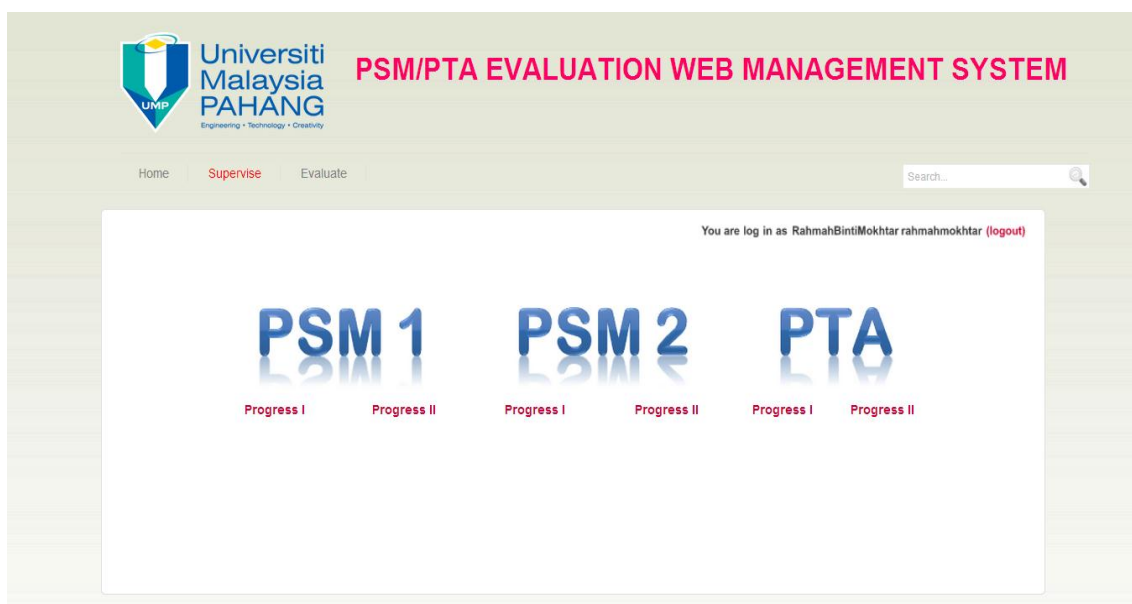 Universiti
Malaysia
PAHANG
Engineering • Technology • Creativity
UMP
PSM/PTA EVALUATION WEB MANAGEMENT SYSTEM
Home Supervise Evaluate
Search...
You are log in as RahmahBintiMokhtar rahmahmokhtar (logout)
PSM 1 PSM 2 PTA
Progress I Progress II Progress I Progress II Progress I Progress II